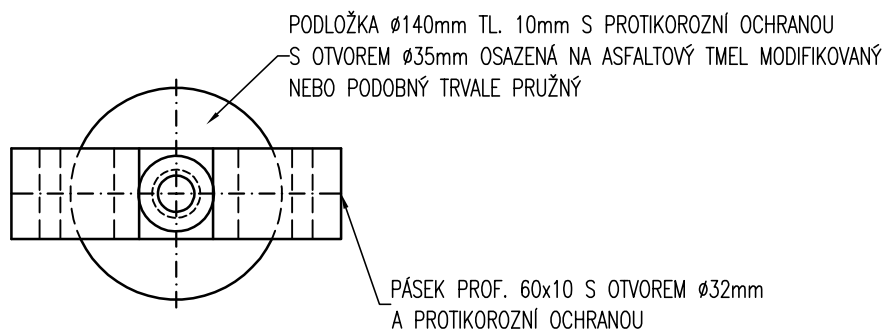 PODLOŽKA ø140mm TL. 10mm S PROTIKOROZNÍ OCHRANOU
S OTVOREM ø35mm OSAZENÁ NA ASFALTOVÝ TMEL MODIFIKOVANÝ
NEBO PODOBNÝ TRVALE PRUŽNÝ
PÁSEK PROF. 60x10 S OTVOREM ø32mm
A PROTIKOROZNÍ OCHRANOU